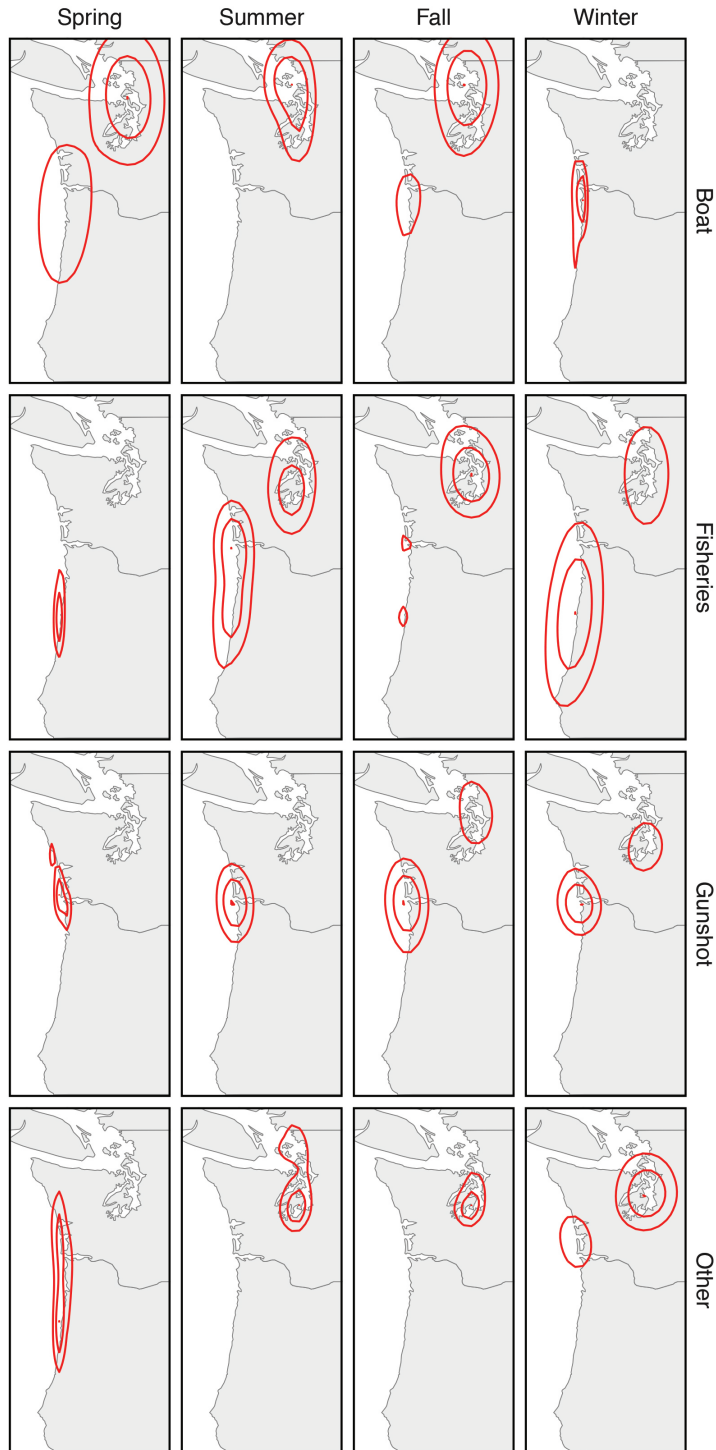 Spring
Summer
Fall
Winter
Boat
Fisheries
Gunshot
Other